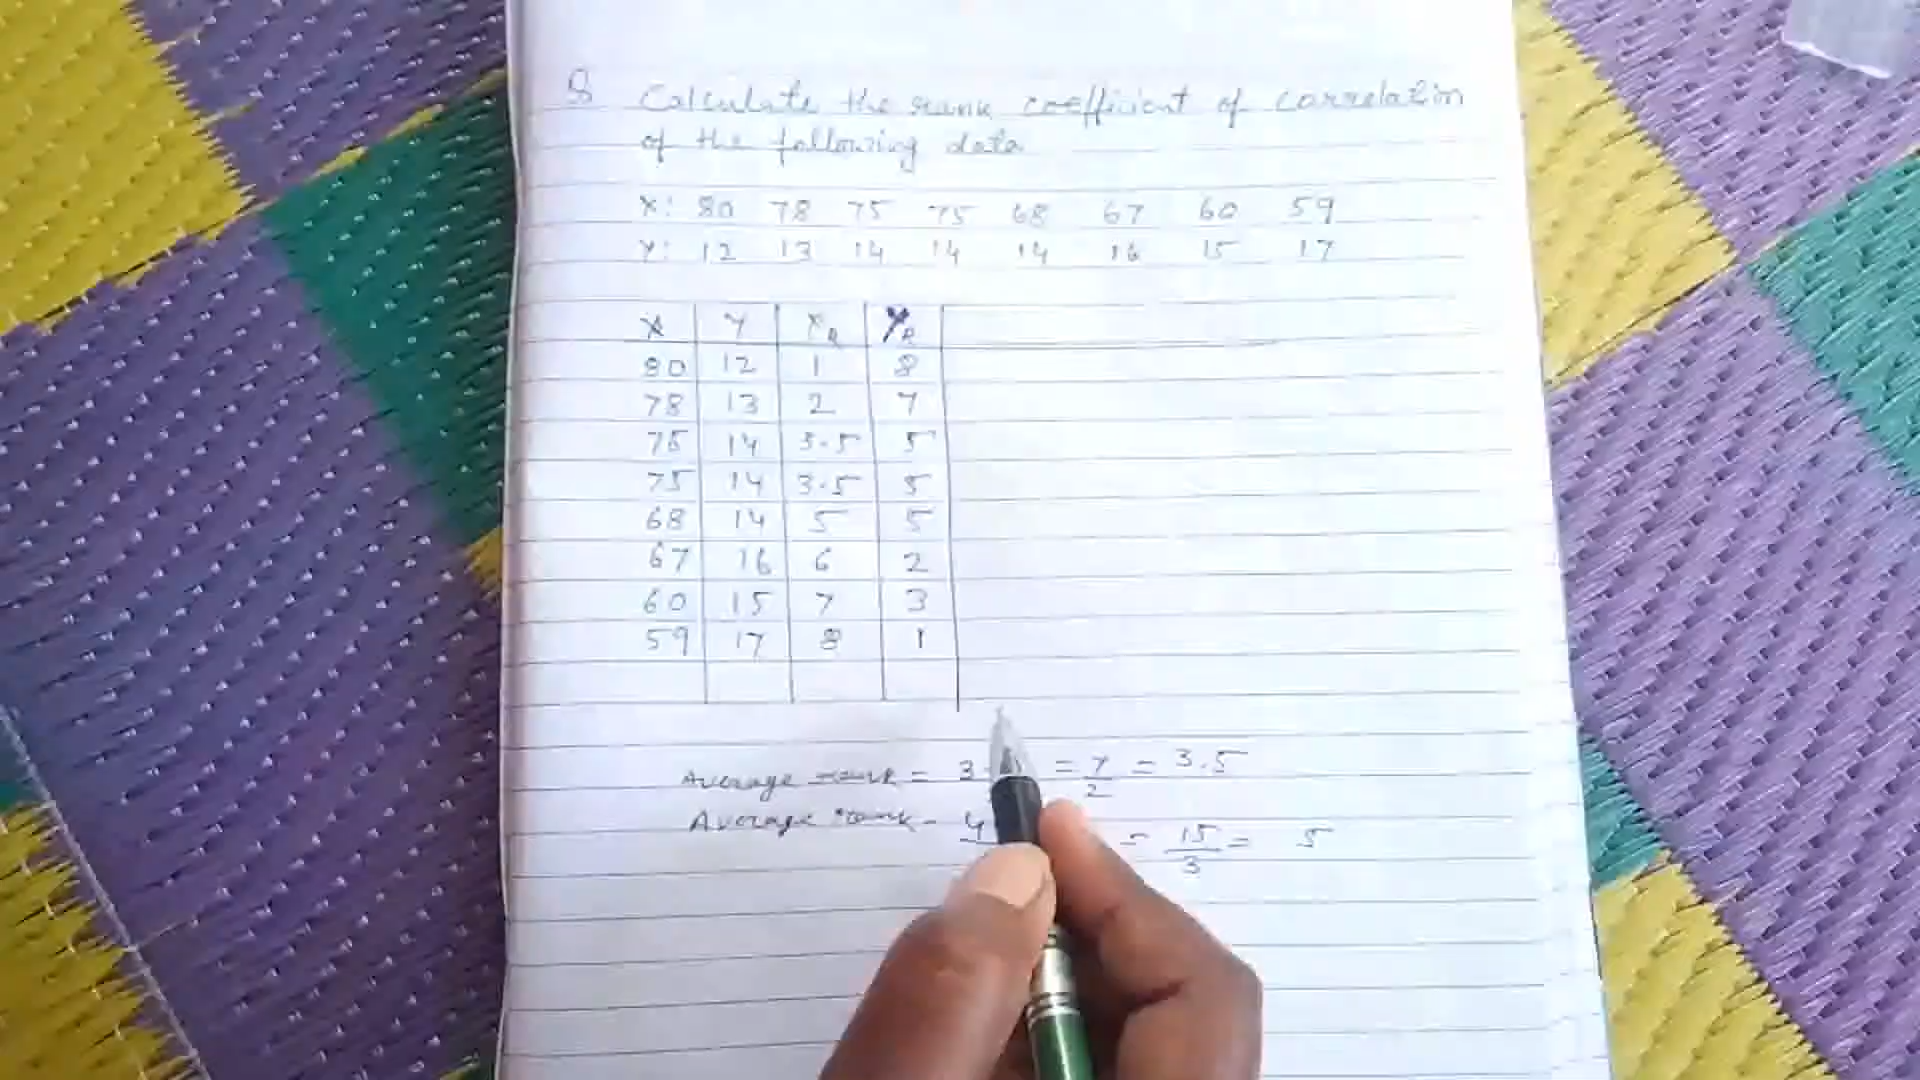 Q Calculate the rank coefficient of correlation
of the following data
X: 80 78 75 75 68 67 60 59
Y: 12 13 14 14 14 16 15 17
X Y XR YR
80 12 1 8
78 13 2 7
75 14 3.5 5
75 14 3.5 5
68 14 5 5
67 16 6 2
60 15 7 3
59 17 8 1
Average rank = 3 = 7/2 = 3.5
Average rank = 4 = 15/3 = 5